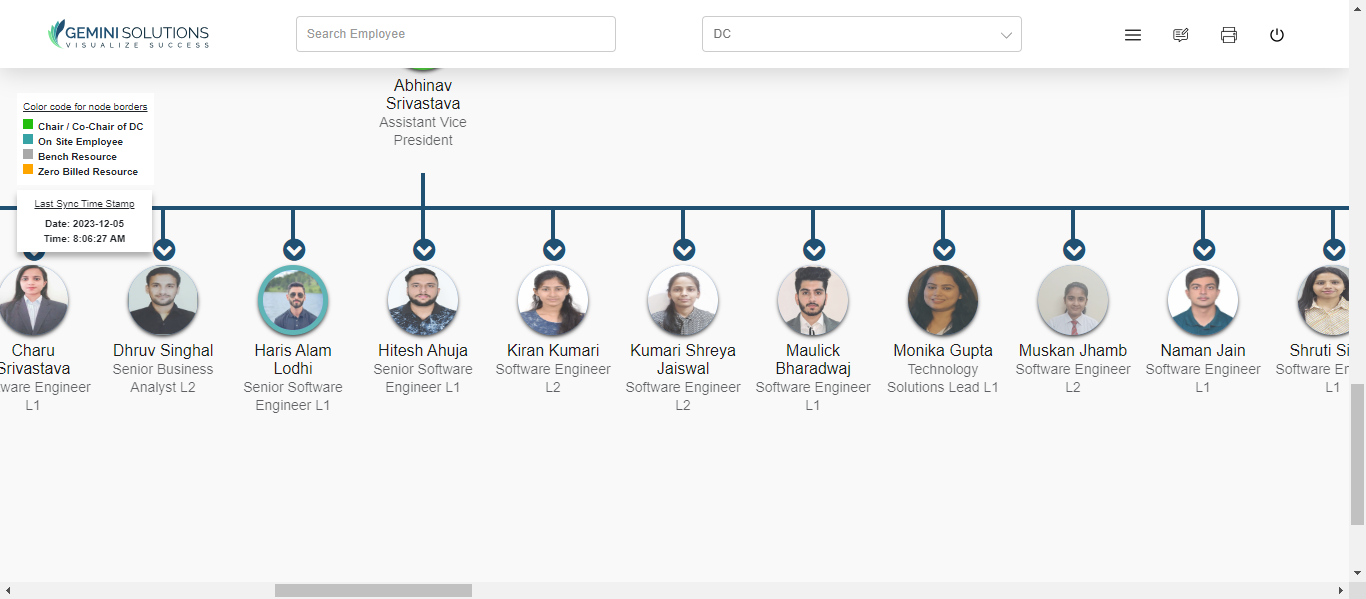 GEMINI SOLUTIONS
VISUALIZE SUCCESS
Search Employee
DC
Abhinav
Srivastava
Assistant Vice
President
Color code for node borders
Chair / Co-Chair of DC
On Site Employee
Bench Resource
Zero Billed Resource
Last Sync Time Stamp
Date: 2023-12-05
Time: 8:06:27 AM
Charu
Srivastava
ware Engineer
L1
Dhruv Singhal
Senior Business
Analyst L2
Haris Alam
Lodhi
Senior Software
Engineer L1
Hitesh Ahuja
Senior Software
Engineer L1
Kiran Kumari
Software Engineer
L2
Kumari Shreya
Jaiswal
Software Engineer
L2
Maulick
Bharadwaj
Software Engineer
L1
Monika Gupta
Technology
Solutions Lead L1
Muskan Jhamb
Software Engineer
L2
Naman Jain
Software Engineer
L1
Shruti Si
Software En
L1